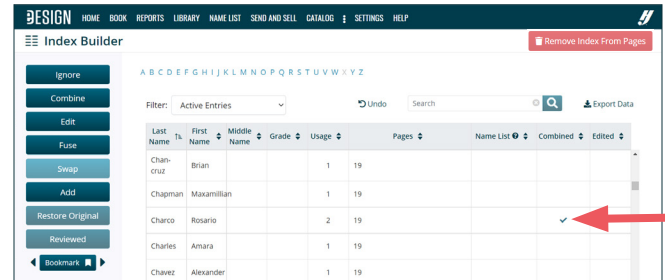 DESIGN HOME BOOK REPORTS LIBRARY NAME LIST SEND AND SELL CATALOG SETTINGS HELP
Index Builder
Remove Index From Pages
Ignore
Combine
Edit
Fuse
Swap
Add
Restore Original
Reviewed
Bookmark
A B C D E F G H I J K L M N O P Q R S T U V W X Y Z
Filter: Active Entries Undo Search Export Data
Last Name First Name Middle Name Grade Usage Pages Name List Combined Edited
Chan-cruz Brian 1 19
Chapman Maxamillian 1 19
Charco Rosario 2 19
Charles Amara 1 19
Chavez Alexander 1 19